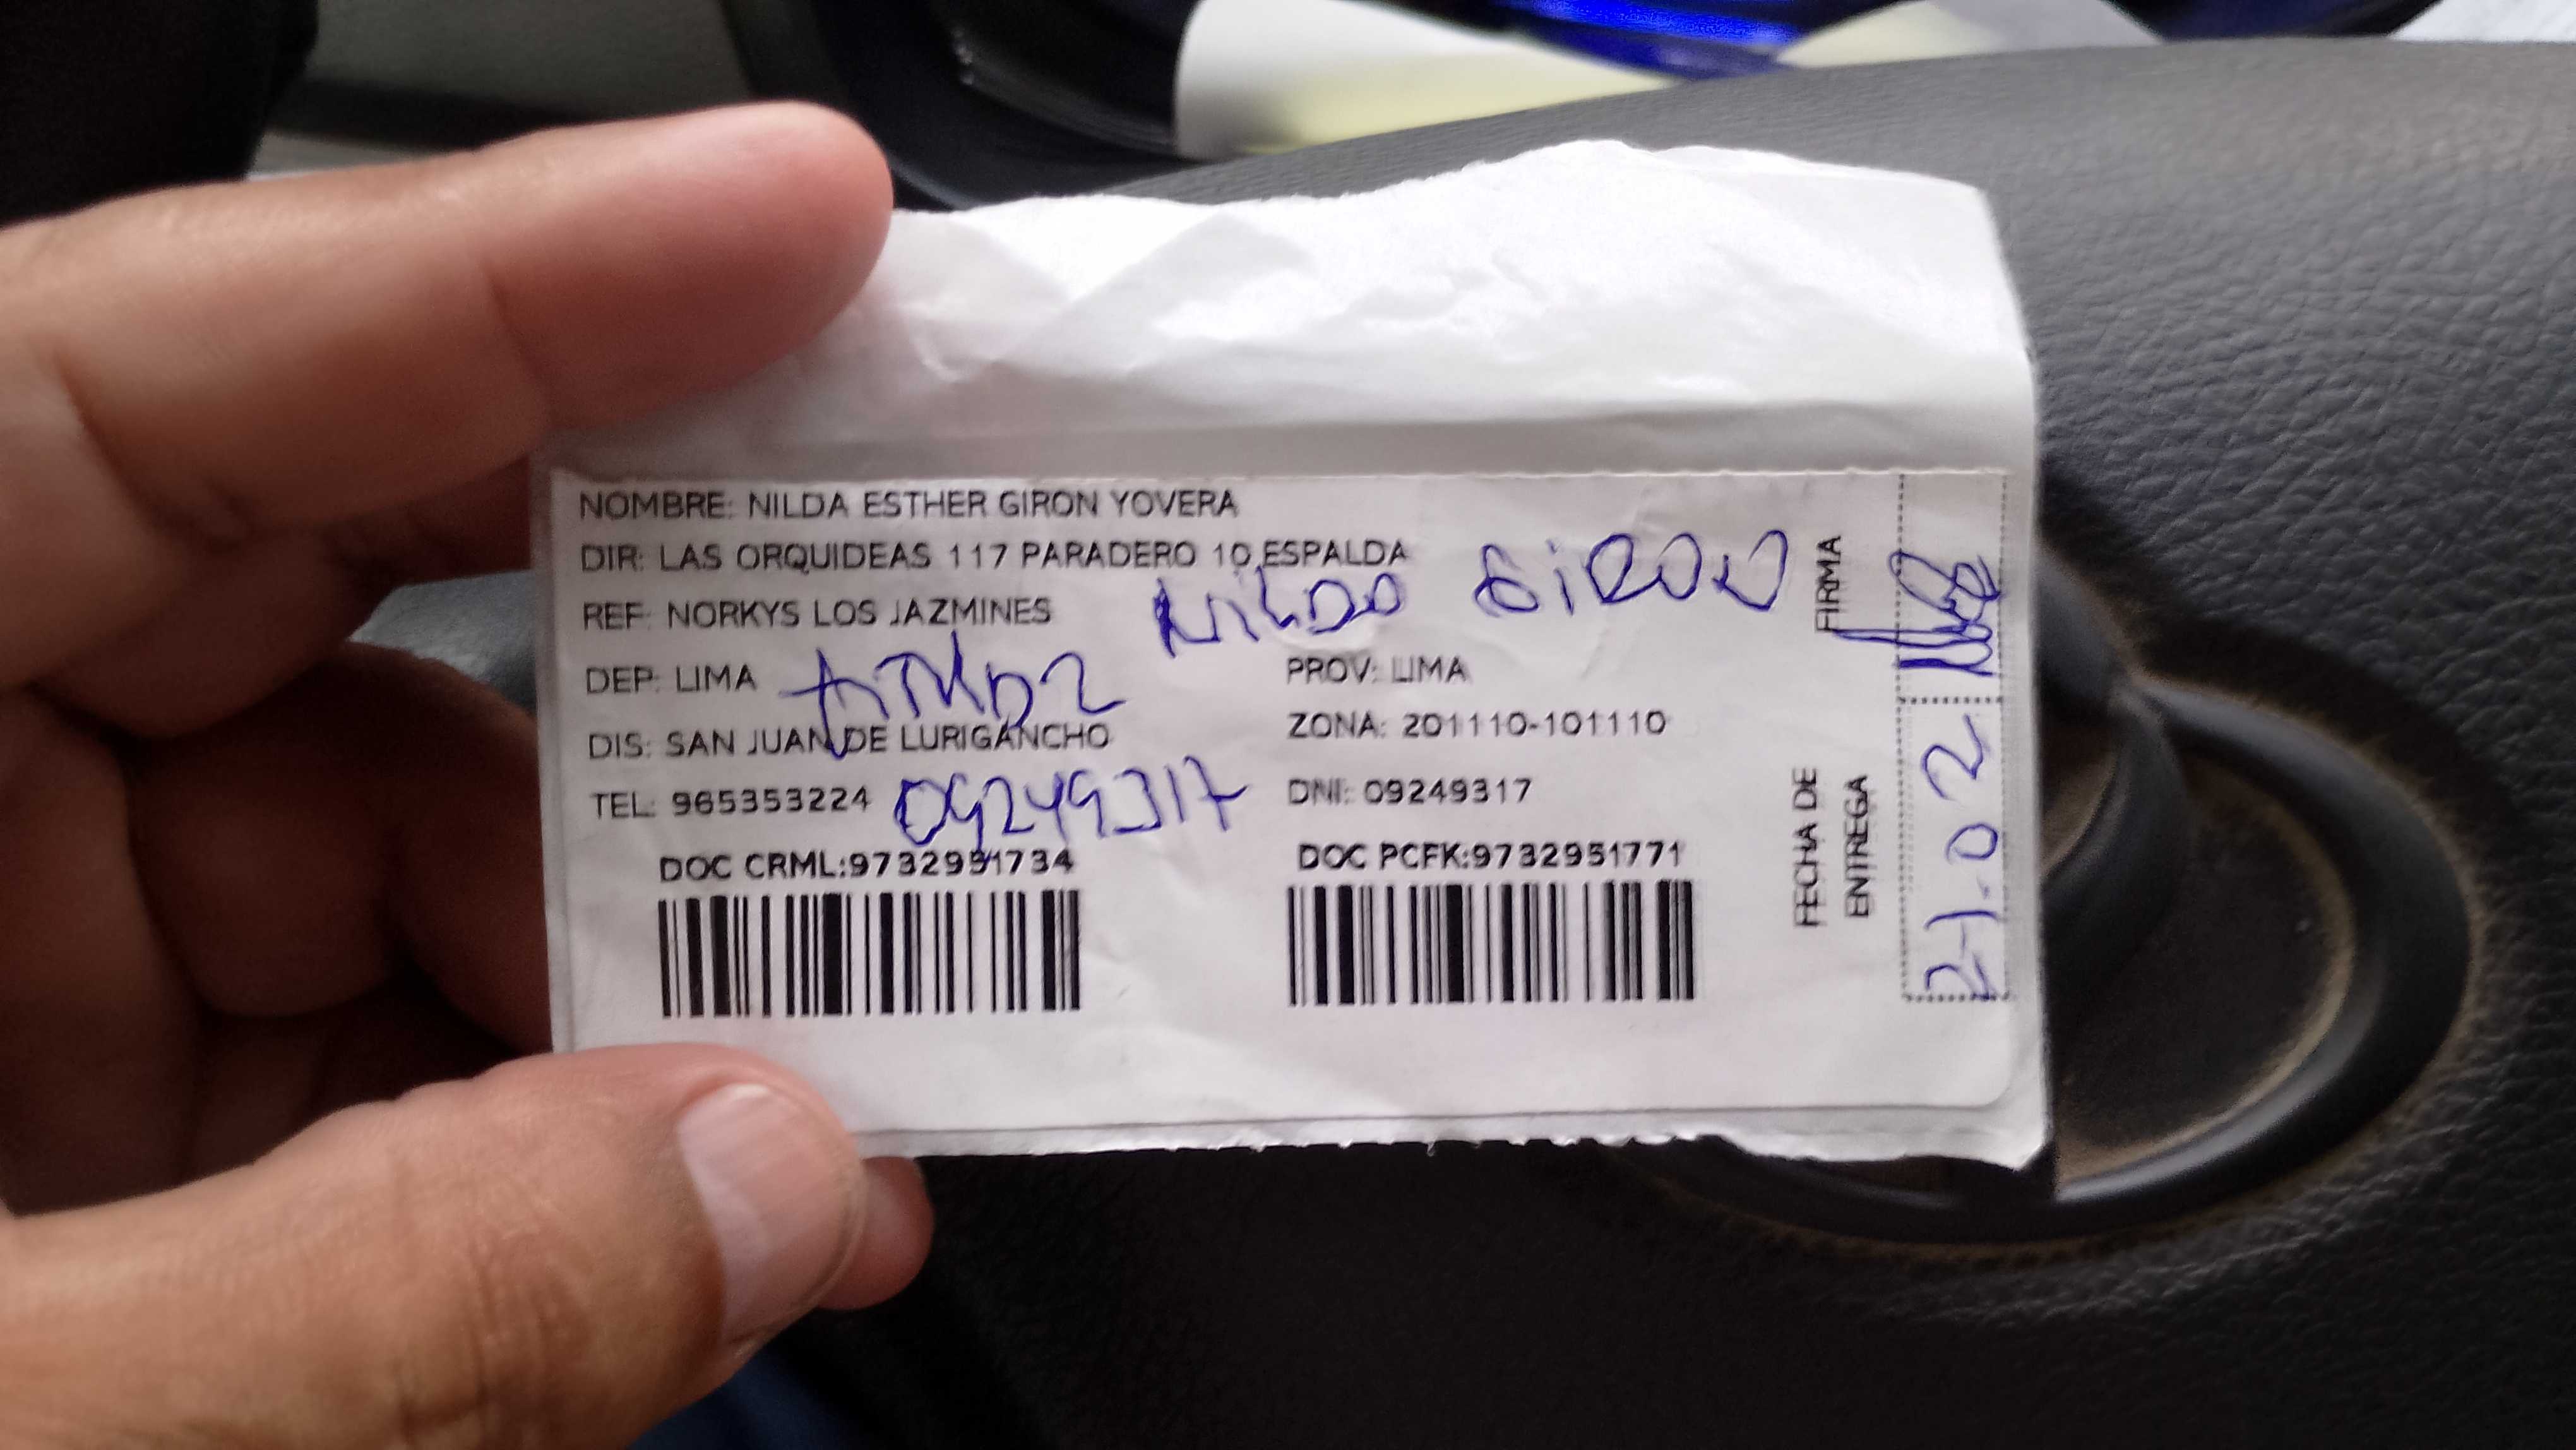 NOMBRE: NILDA ESTHER GIRON YOVERA
DIR: LAS ORQUIDEAS 117 PARADERO 10 ESPALDA
NILDA GIRON
REF: NORKYS LOS JAZMINES
DEP: LIMA
PROV: LIMA
DIS: SAN JUAN DE LURIGANCHO
ZONA: 201110-101110
TEL: 965353224
09249317
DNI: 09249317
DOC CRML:9732951734
DOC PCFK:9732951771
FIRMA
FECHA DE
ENTREGA
21.02